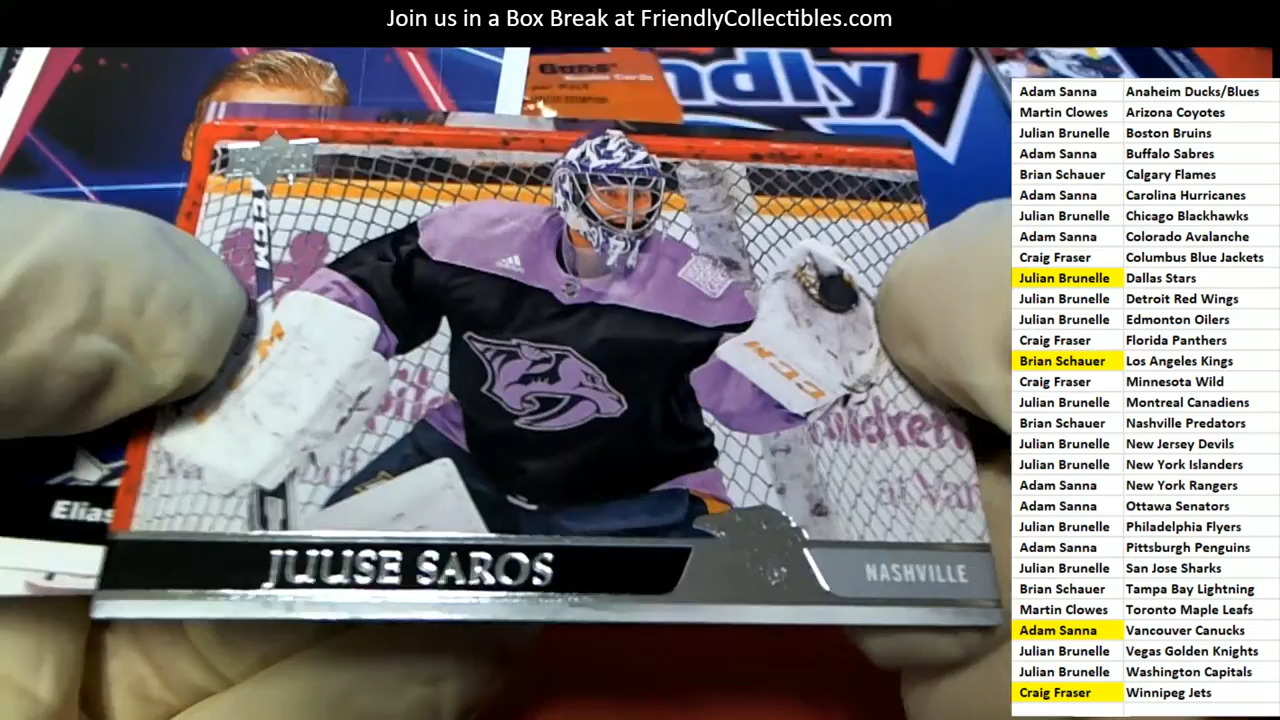 Join us in a Box Break at FriendlyCollectibles.com
Adam Sanna Anaheim Ducks/Blues
Martin Clowes Arizona Coyotes
Julian Brunelle Boston Bruins
Adam Sanna Buffalo Sabres
Brian Schauer Calgary Flames
Adam Sanna Carolina Hurricanes
Julian Brunelle Chicago Blackhawks
Adam Sanna Colorado Avalanche
Craig Fraser Columbus Blue Jackets
Julian Brunelle Dallas Stars
Julian Brunelle Detroit Red Wings
Julian Brunelle Edmonton Oilers
Craig Fraser Florida Panthers
Brian Schauer Los Angeles Kings
Craig Fraser Minnesota Wild
Julian Brunelle Montreal Canadiens
Brian Schauer Nashville Predators
Julian Brunelle New Jersey Devils
Julian Brunelle New York Islanders
Adam Sanna New York Rangers
Adam Sanna Ottawa Senators
Julian Brunelle Philadelphia Flyers
Adam Sanna Pittsburgh Penguins
Julian Brunelle San Jose Sharks
Brian Schauer Tampa Bay Lightning
Martin Clowes Toronto Maple Leafs
Adam Sanna Vancouver Canucks
Julian Brunelle Vegas Golden Knights
Julian Brunelle Washington Capitals
Craig Fraser Winnipeg Jets
CCM
CCM
Elias
JUUSE SAROS
NASHVILLE